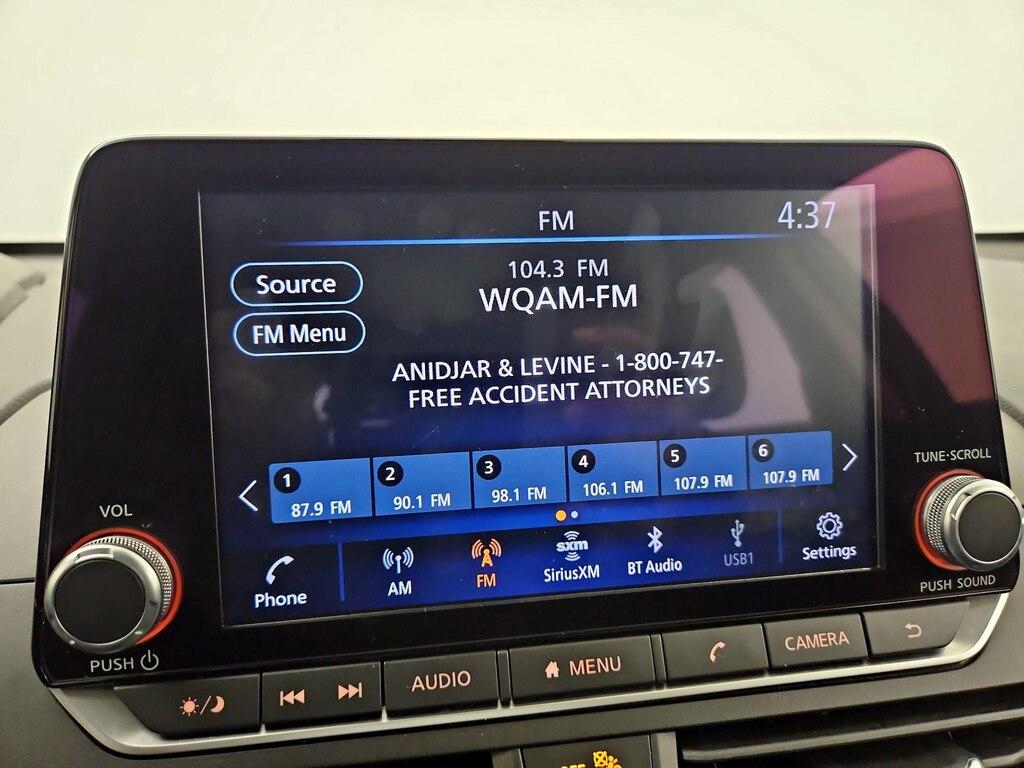 FM
4:37
Source
FM Menu
104.3 FM
WQAM-FM
ANIDJAR & LEVINE - 1-800-747-
FREE ACCIDENT ATTORNEYS
1
87.9 FM
2
90.1 FM
3
98.1 FM
4
106.1 FM
5
107.9 FM
6
107.9 FM
Phone
AM
FM
sxm
SiriusXM
BT Audio
USB1
Settings
VOL
PUSH
TUNE·SCROLL
PUSH SOUND
AUDIO
MENU
CAMERA
OFF